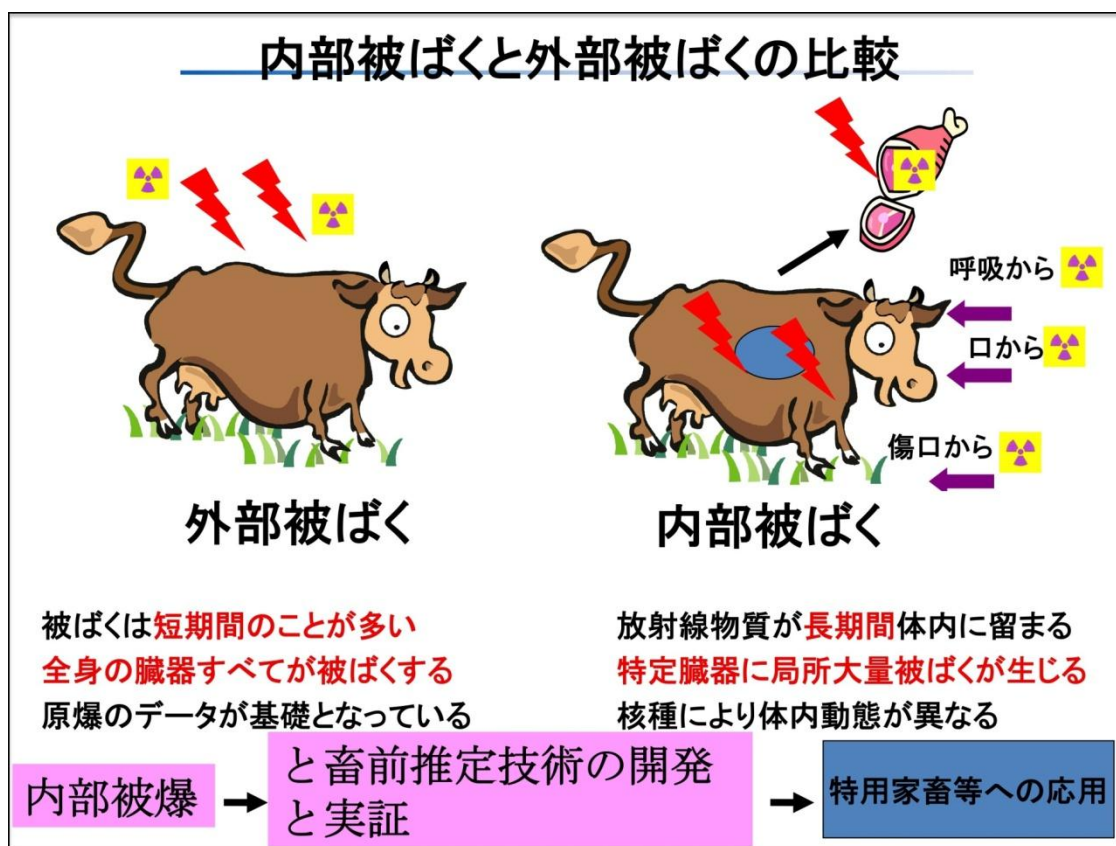 内部被ばくと外部被ばくの比較
呼吸から
口から
傷口から
外部被ばく
内部被ばく
被ばくは短期間のことが多い
全身の臓器すべてが被ばくする
原爆のデータが基礎となっている
放射線物質が長期間体内に留まる
特定臓器に局所大量被ばくが生じる
核種により体内動態が異なる
内部被爆
と畜前推定技術の開発
と実証
特用家畜等への応用